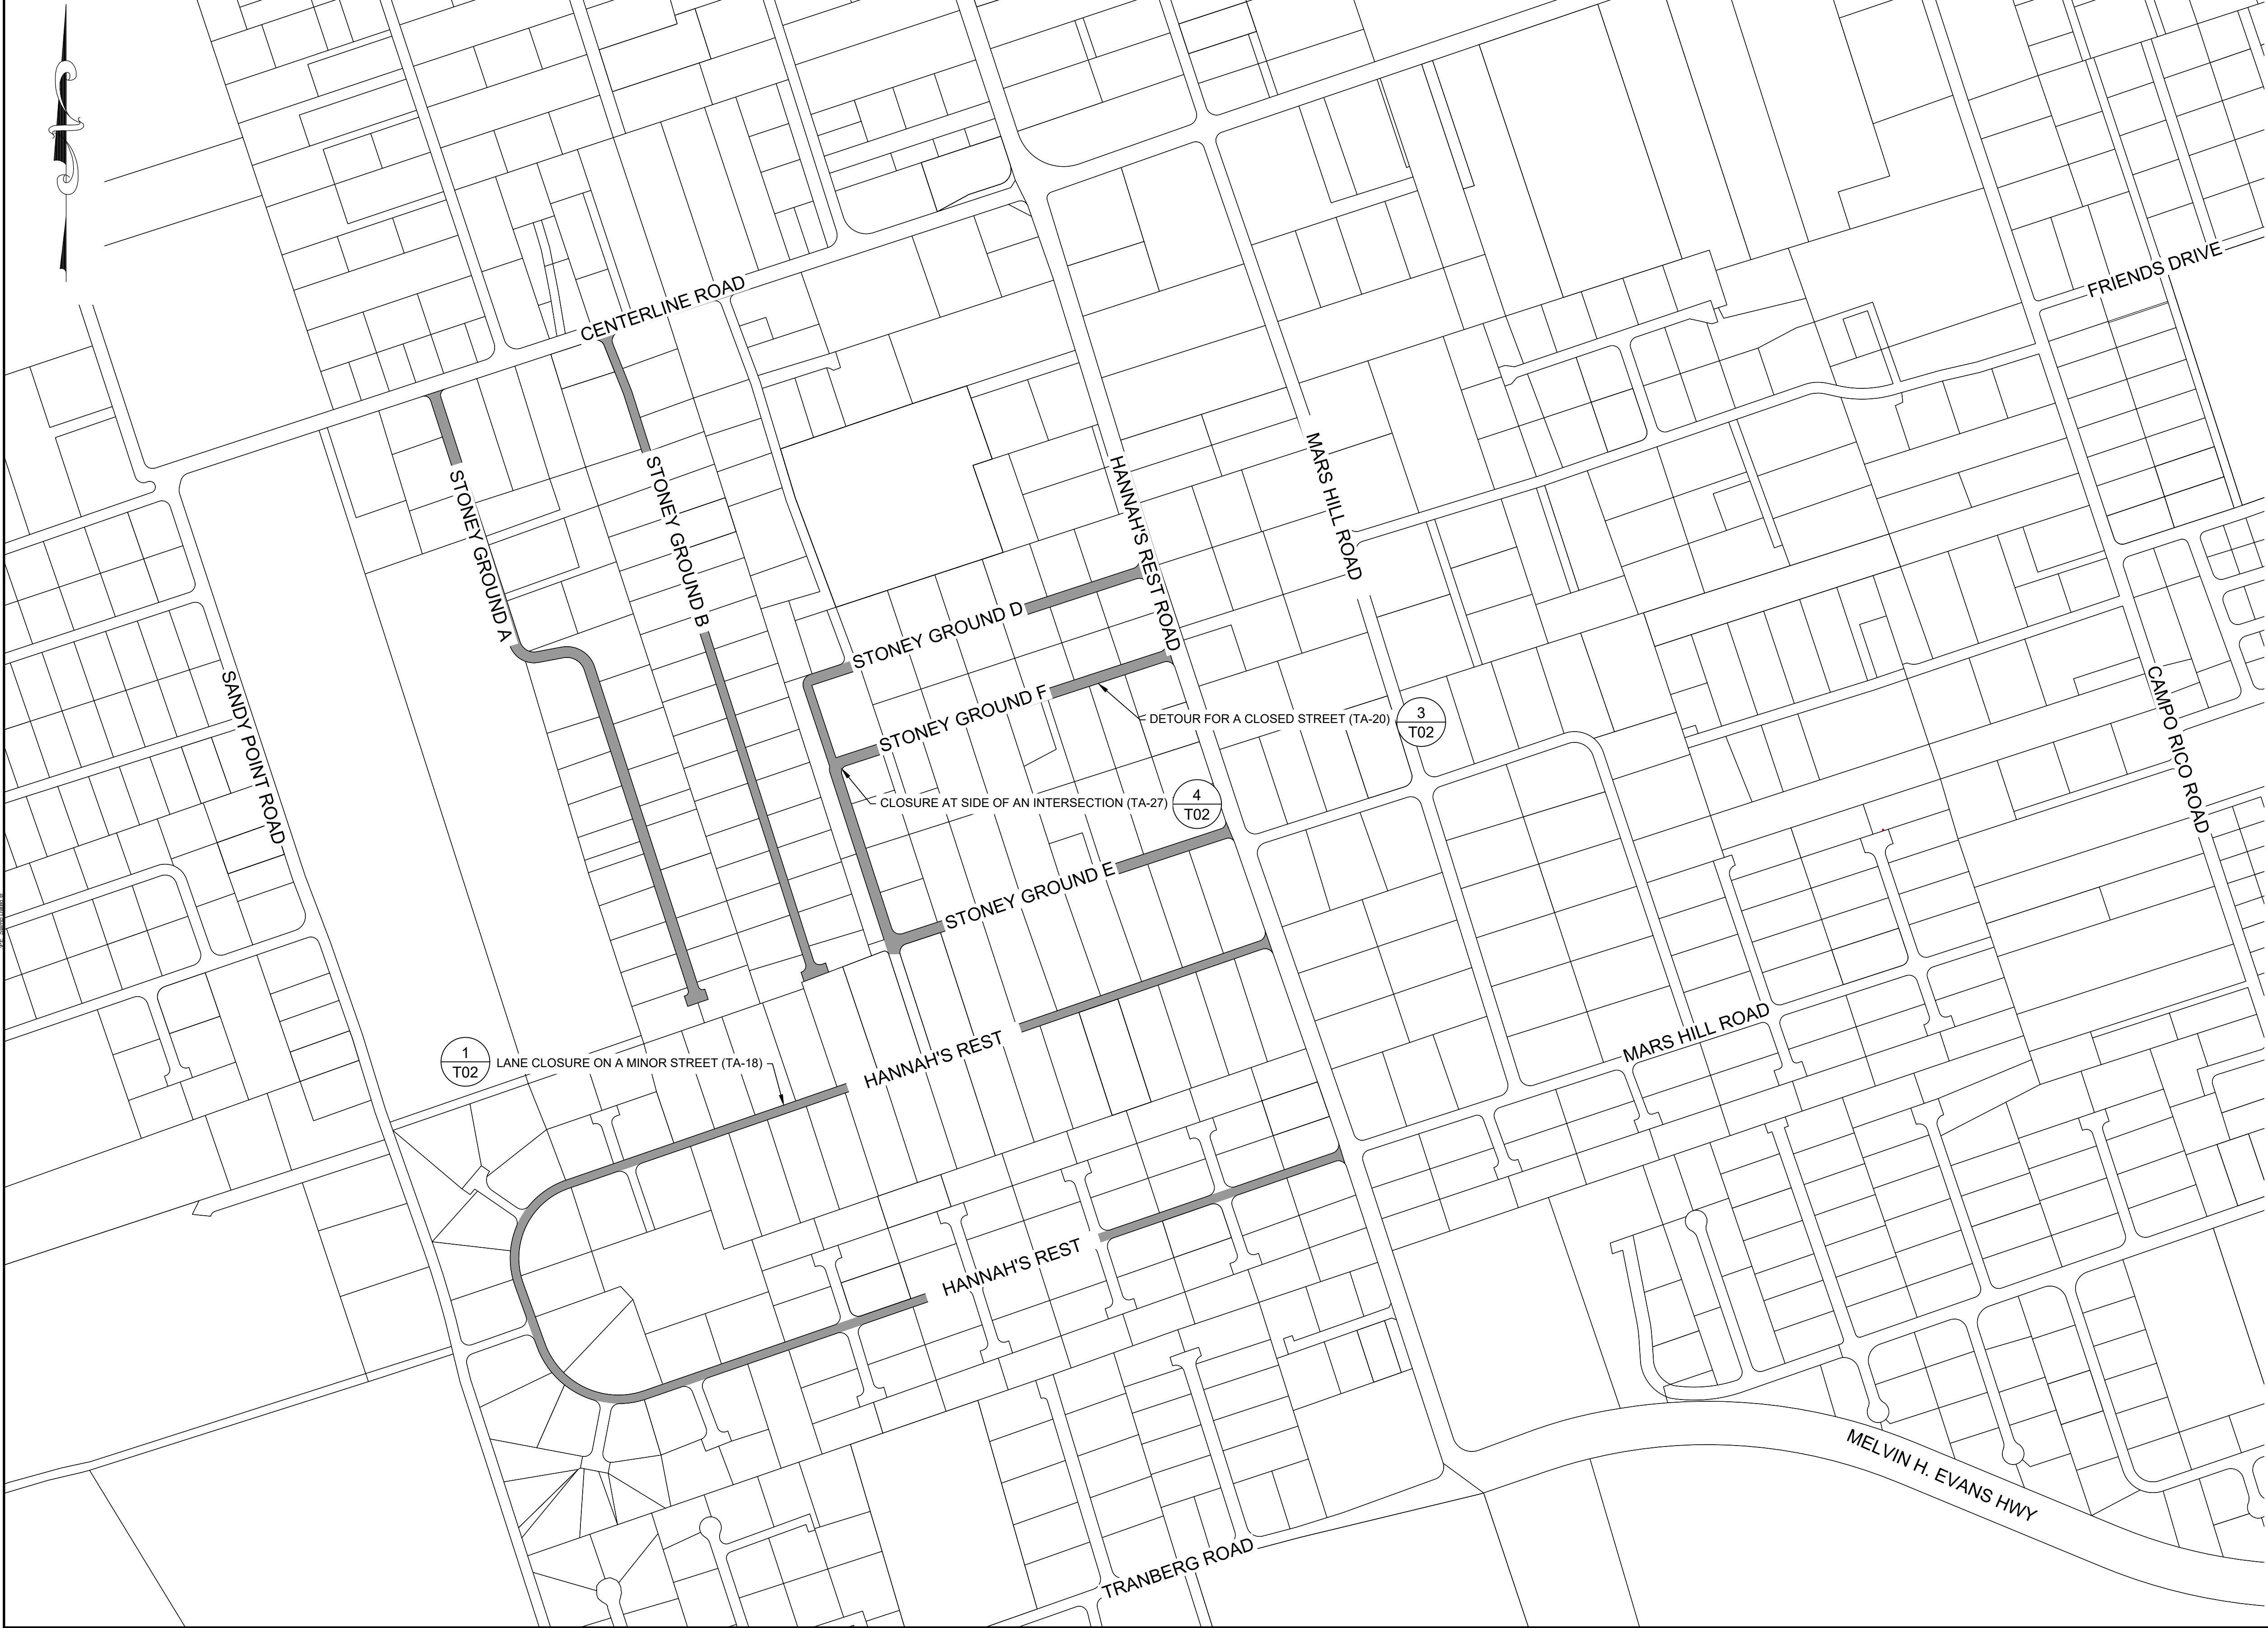 FRIENDS DRIVE
CENTERLINE ROAD
STONEY GROUND A
STONEY GROUND B
HANNAH'S REST ROAD
MARS HILL ROAD
STONEY GROUND D
STONEY GROUND F
SANDY POINT ROAD
CAMPO RICO ROAD
DETOUR FOR A CLOSED STREET (TA-20)
3
T02
CLOSURE AT SIDE OF AN INTERSECTION (TA-27)
4
T02
STONEY GROUND E
MARS HILL ROAD
HANNAH'S REST
1
T02
LANE CLOSURE ON A MINOR STREET (TA-18)
HANNAH'S REST
MELVIN H. EVANS HWY
TRANBERG ROAD